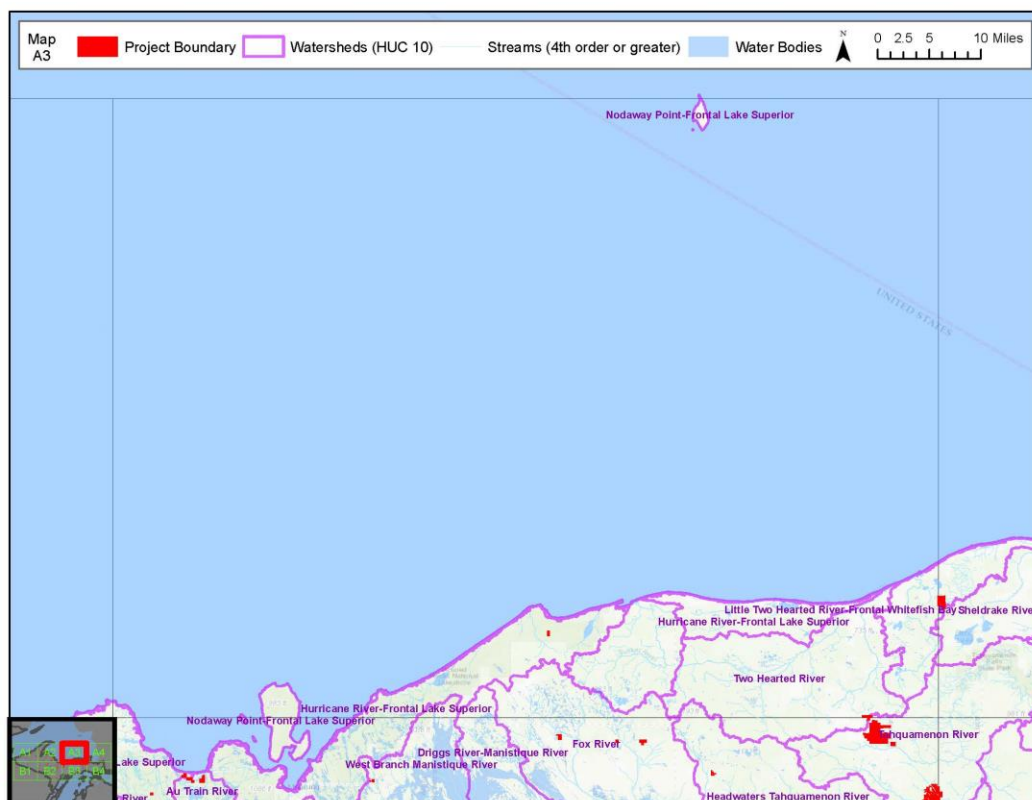 Map A3
Project Boundary
Watersheds (HUC 10)
Streams (4th order or greater)
Water Bodies
N
0 2.5 5 10 Miles
Nodaway Point-Frontal Lake Superior
UNITED STATES
Little Two Hearted River-Frontal Whitefish Bay
Sheldrake Rive
Hurricane River-Frontal Lake Superior
Two Hearted River
Hurricane River-Frontal Lake Superior
Nodaway Point-Frontal Lake Superior
Tahquamenon River
Fox River
Driggs River-Manistique River
West Branch Manistique River
Lake Superior
Au Train River
River
Headwaters Tahquamenon River
A3 A4
B1 B2 B3 B4